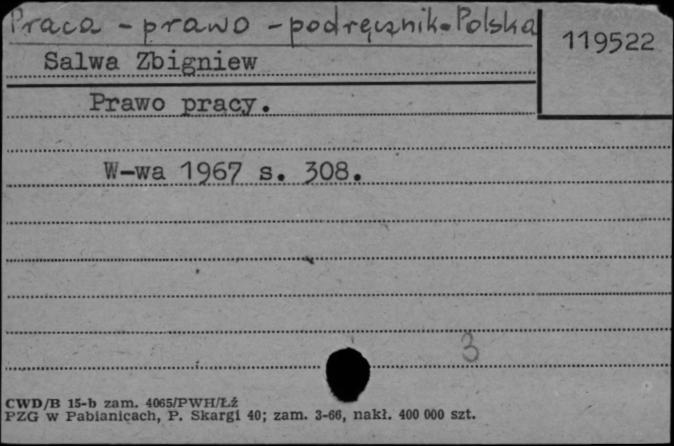 Praca - prawo - podręcznik - Polska
119522
Salwa Zbigniew
Prawo pracy.
W-wa 1967 s. 308.
3
CWD/B 15-b zam. 4065/PWH/Łź
PZG w Pabianicach, P. Skargi 40; zam. 3-66, nakł. 400 000 szt.